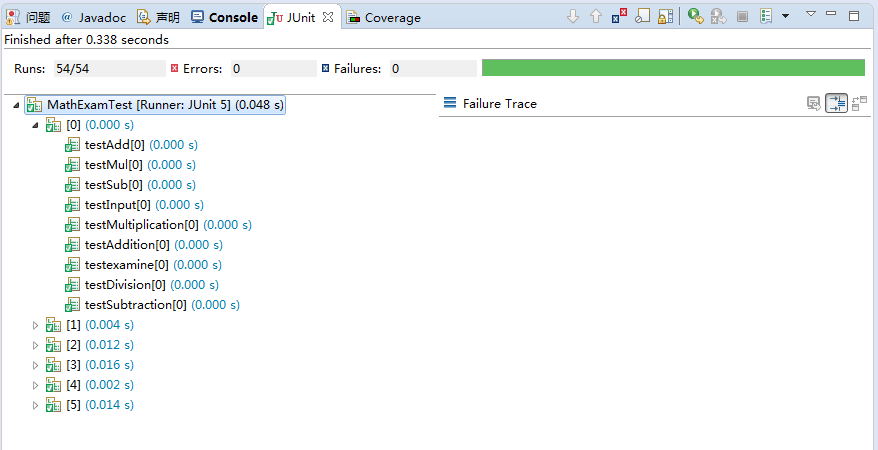 问题 @ Javadoc 声明 Console JUnit Coverage
Finished after 0.338 seconds
Runs: 54/54 Errors: 0 Failures: 0
MathExamTest [Runner: JUnit 5] (0.048 s)
Failure Trace
[0] (0.000 s)
testAdd[0] (0.000 s)
testMul[0] (0.000 s)
testSub[0] (0.000 s)
testInput[0] (0.000 s)
testMultiplication[0] (0.000 s)
testAddition[0] (0.000 s)
testexamine[0] (0.000 s)
testDivision[0] (0.000 s)
testSubtraction[0] (0.000 s)
[1] (0.004 s)
[2] (0.012 s)
[3] (0.016 s)
[4] (0.002 s)
[5] (0.014 s)